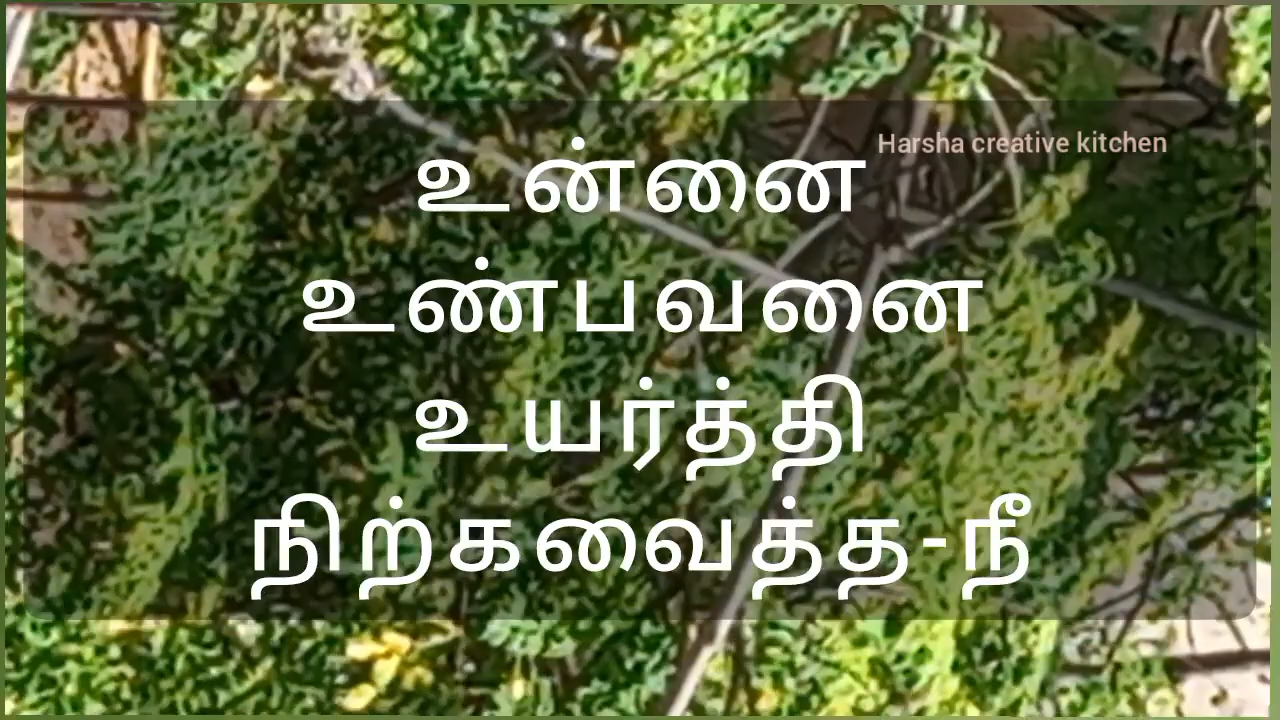 Harsha creative kitchen
உன்னை
உண்பவனை
உயர்த்தி
நிற்கவைத்த-நீ